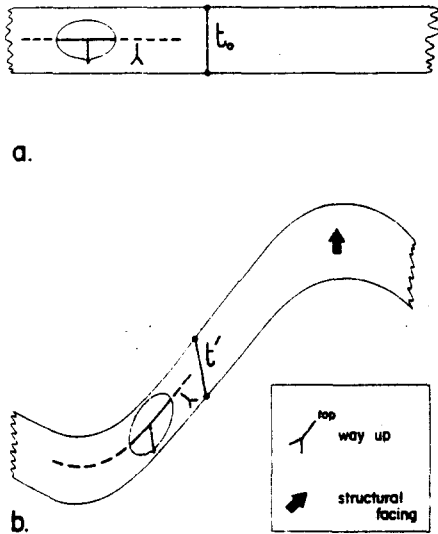 t₀
a.
t'
top
way up
structural
facing
b.